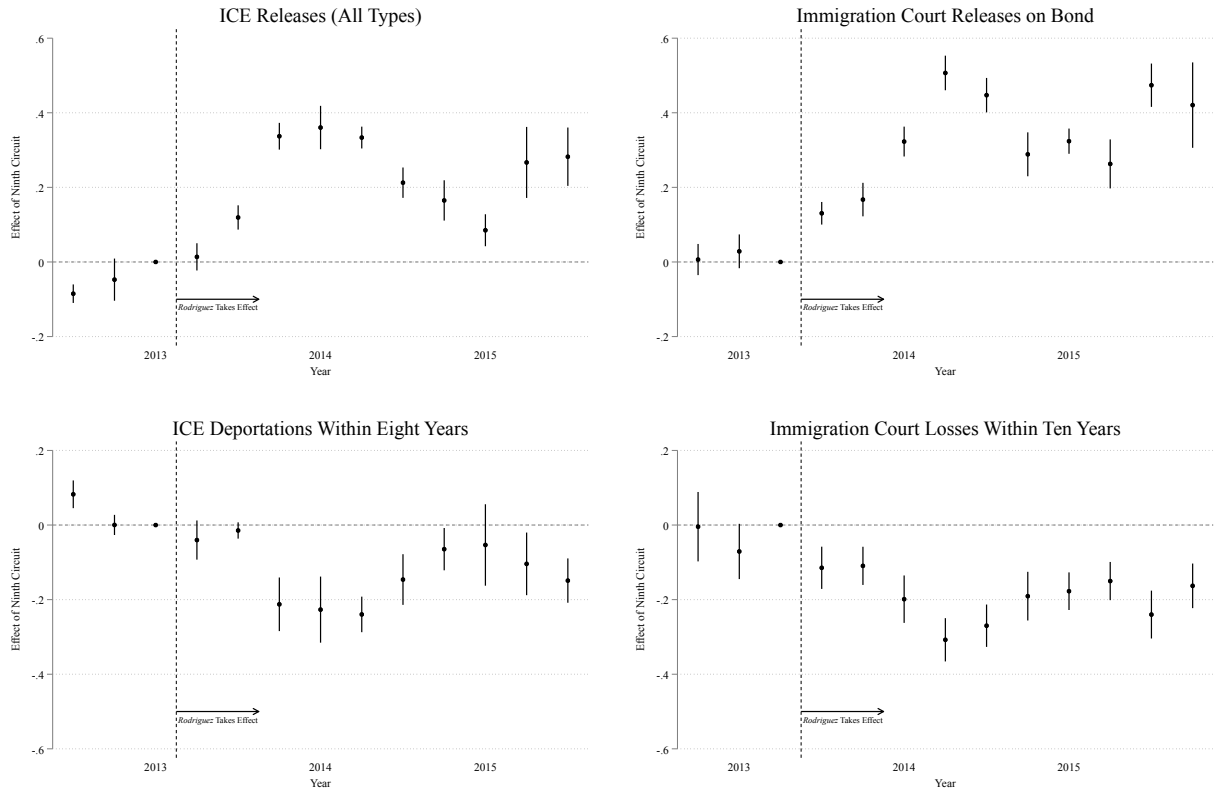 ICE Releases (All Types)
.6
.4
.2
0
-.2
Effect of Ninth Circuit
Rodriguez Takes Effect
2013
2014
2015
Year
Immigration Court Releases on Bond
.6
.4
.2
0
-.2
Effect of Ninth Circuit
Rodriguez Takes Effect
2013
2014
2015
Year
ICE Deportations Within Eight Years
.2
0
-.2
-.4
-.6
Effect of Ninth Circuit
Rodriguez Takes Effect
2013
2014
2015
Year
Immigration Court Losses Within Ten Years
.2
0
-.2
-.4
-.6
Effect of Ninth Circuit
Rodriguez Takes Effect
2013
2014
2015
Year